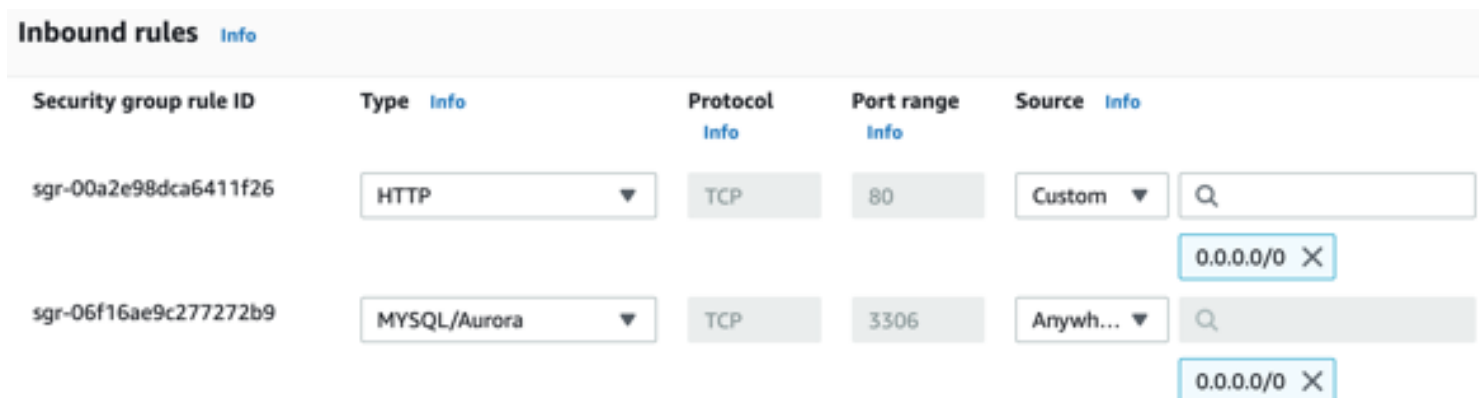 Inbound rules Info
Security group rule ID Type Info Protocol Info Port range Info Source Info
sgr-00a2e98dca6411f26 HTTP TCP 80 Custom
0.0.0.0/0
sgr-06f16ae9c277272b9 MYSQL/Aurora TCP 3306 Anywh...
0.0.0.0/0